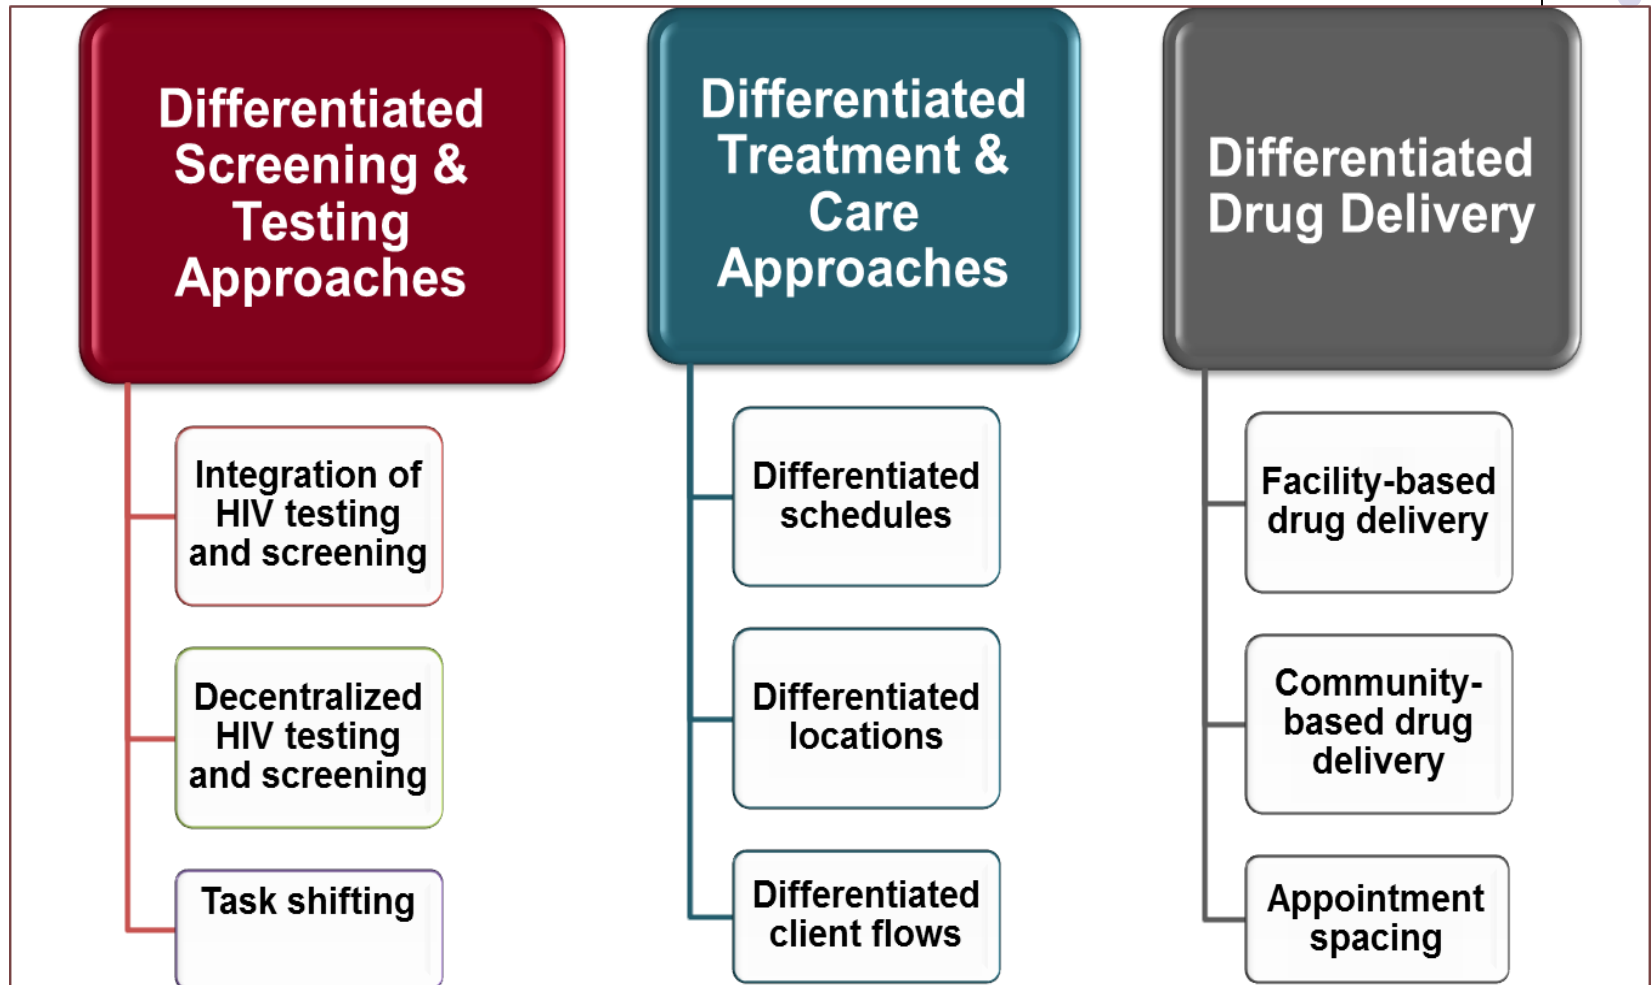 Differentiated
Screening &
Testing
Approaches
Integration of
HIV testing
and screening
Decentralized
HIV testing
and screening
Task shifting
Differentiated
Treatment &
Care
Approaches
Differentiated
schedules
Differentiated
locations
Differentiated
client flows
Differentiated
Drug Delivery
Facility-based
drug delivery
Community-
based drug
delivery
Appointment
spacing